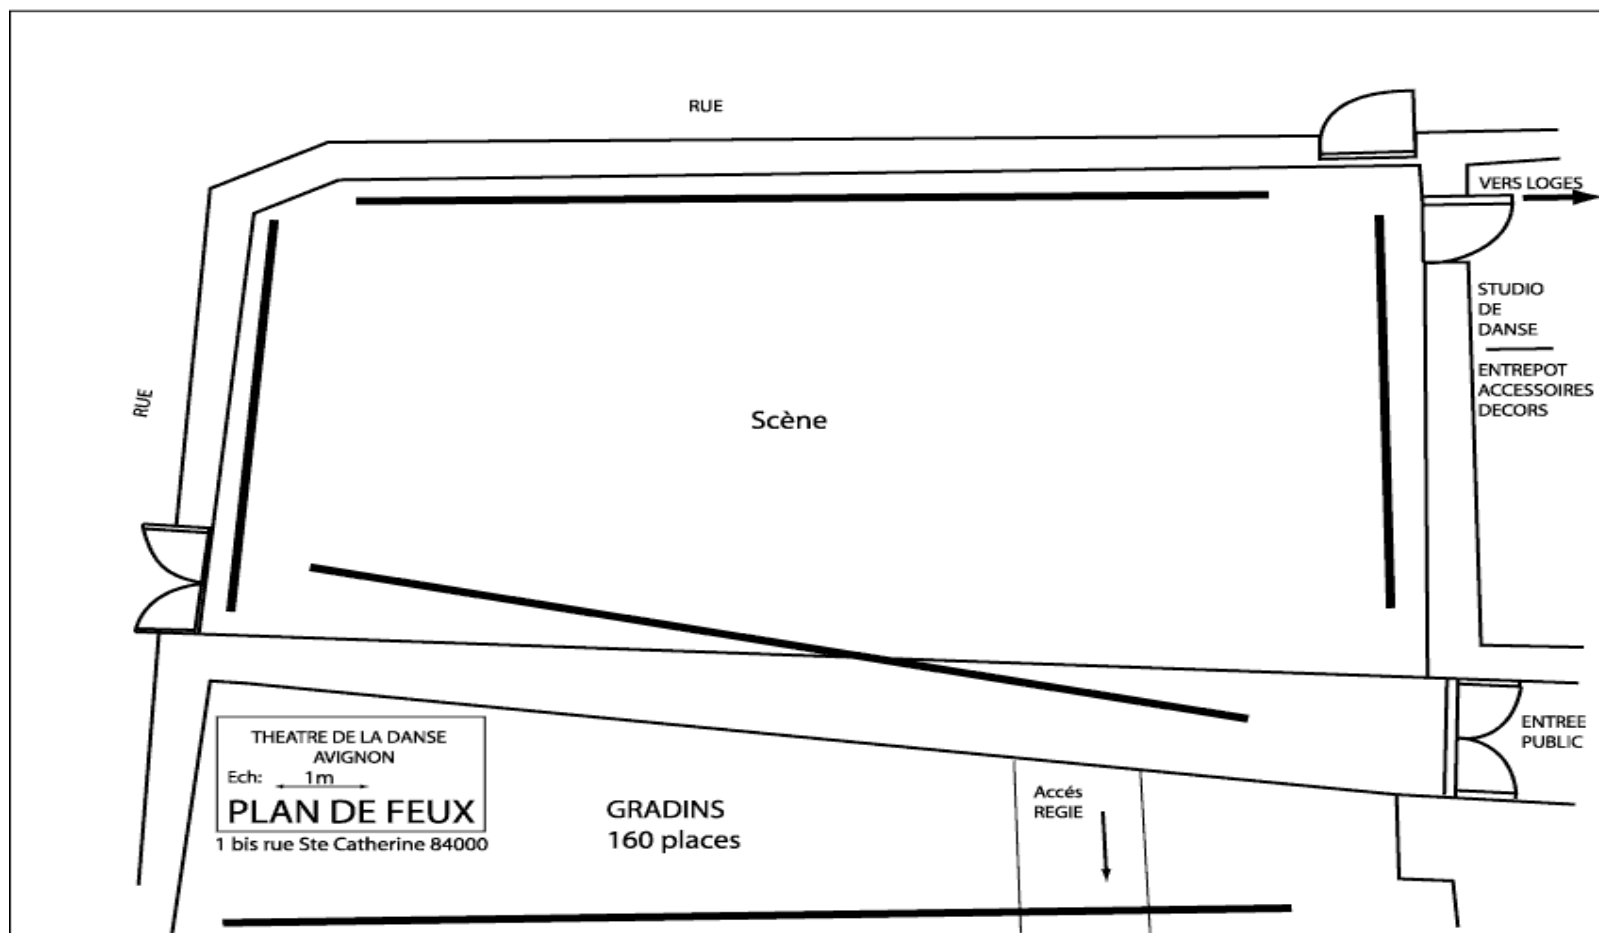 RUE
VERS LOGES
STUDIO
DE
DANSE
ENTREPOT
ACCESSOIRES
DECORS
RUE
Scène
ENTREE
PUBLIC
THEATRE DE LA DANSE
AVIGNON
Ech: 1m
PLAN DE FEUX
1 bis rue Ste Catherine 84000
GRADINS
160 places
Accés
REGIE